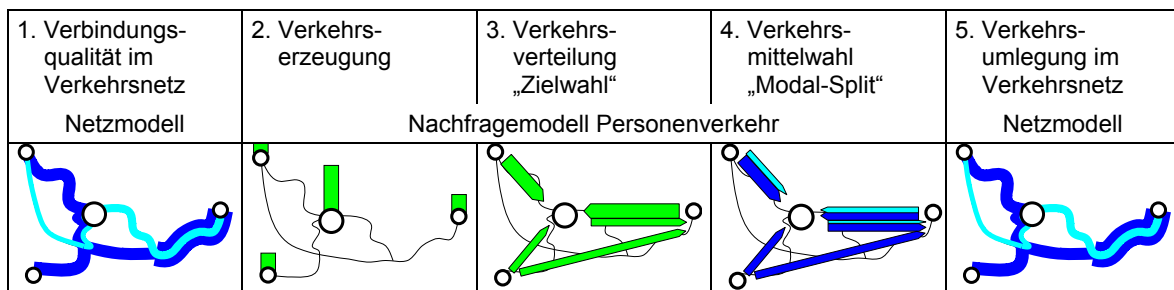 1. Verbindungs-
qualität im
Verkehrsnetz
2. Verkehrs-
erzeugung
3. Verkehrs-
verteilung
„Zielwahl“
4. Verkehrs-
mittelwahl
„Modal-Split“
5. Verkehrs-
umlegung im
Verkehrsnetz
Netzmodell
Nachfragemodell Personenverkehr
Netzmodell